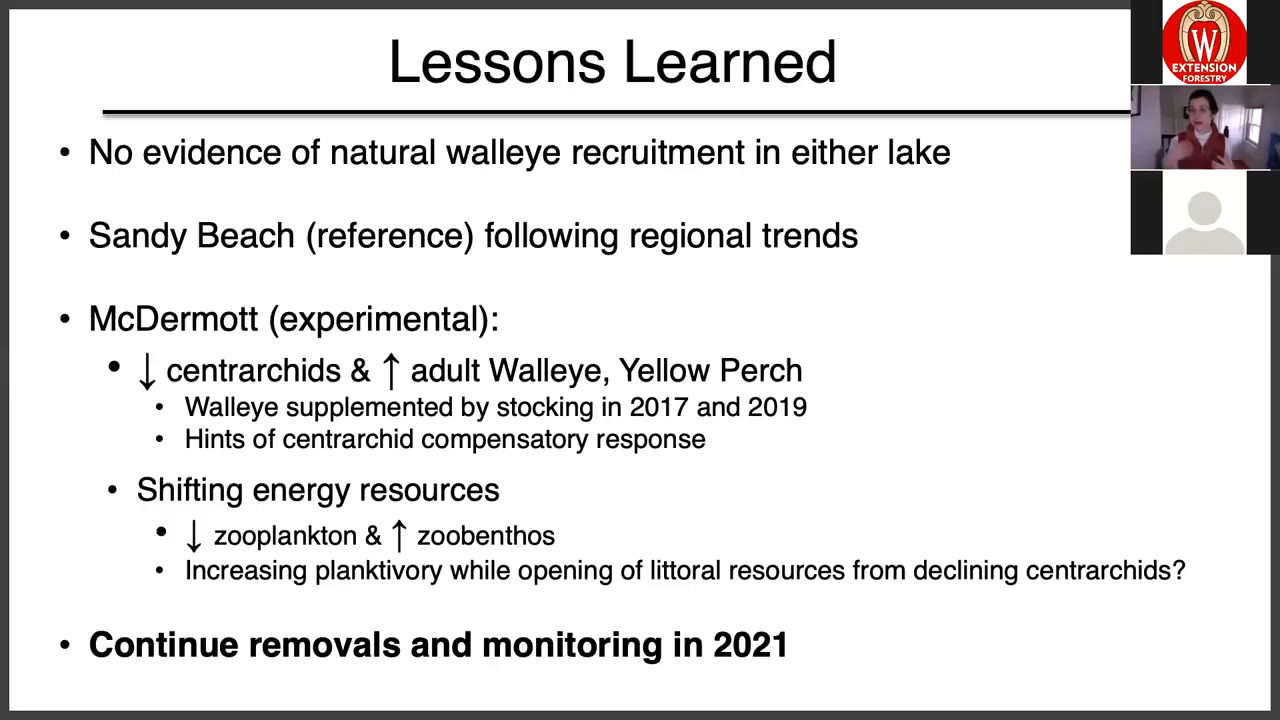 Lessons Learned
W
EXTENSION
FORESTRY
• No evidence of natural walleye recruitment in either lake
• Sandy Beach (reference) following regional trends
• McDermott (experimental):
• ↓ centrarchids & ↑ adult Walleye, Yellow Perch
• Walleye supplemented by stocking in 2017 and 2019
• Hints of centrarchid compensatory response
• Shifting energy resources
• ↓ zooplankton & ↑ zoobenthos
• Increasing planktivory while opening of littoral resources from declining centrarchids?
• Continue removals and monitoring in 2021